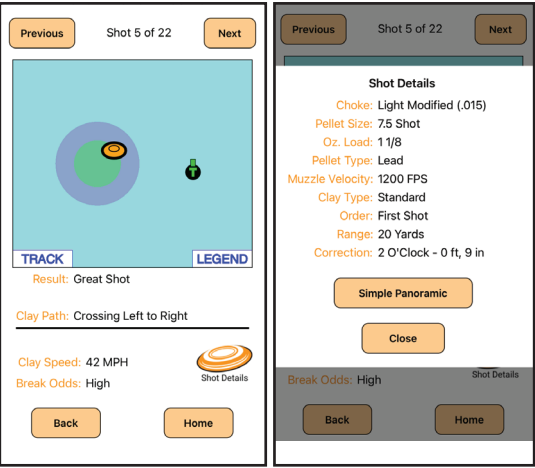 Previous
Shot 5 of 22
Next
T
TRACK
LEGEND
Result: Great Shot
Clay Path: Crossing Left to Right
Clay Speed: 42 MPH
Break Odds: High
Shot Details
Back
Home
Previous
Shot 5 of 22
Next
Shot Details
Choke: Light Modified (.015)
Pellet Size: 7.5 Shot
Oz. Load: 1 1/8
Pellet Type: Lead
Muzzle Velocity: 1200 FPS
Clay Type: Standard
Order: First Shot
Range: 20 Yards
Correction: 2 O'Clock - 0 ft, 9 in
Simple Panoramic
Close
Break Odds: High
Shot Details
Back
Home